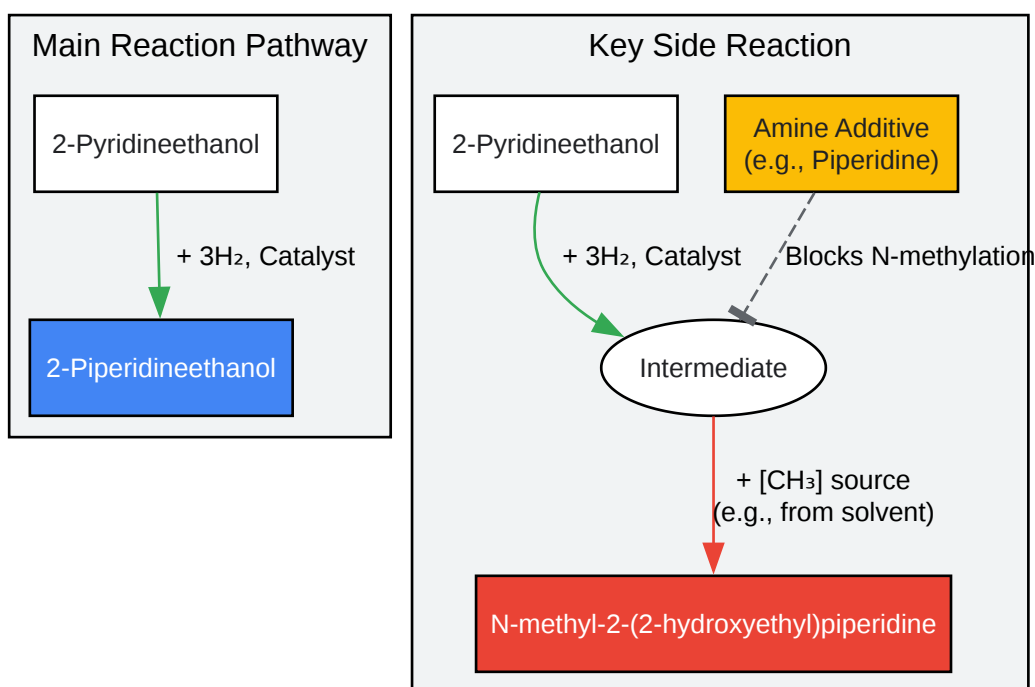 Main Reaction Pathway
2-Pyridineethanol
+ 3H₂, Catalyst
2-Piperidineethanol
Key Side Reaction
2-Pyridineethanol
Amine Additive
(e.g., Piperidine)
+ 3H₂, Catalyst
Blocks N-methylation
Intermediate
+ [CH₃] source
(e.g., from solvent)
N-methyl-2-(2-hydroxyethyl)piperidine